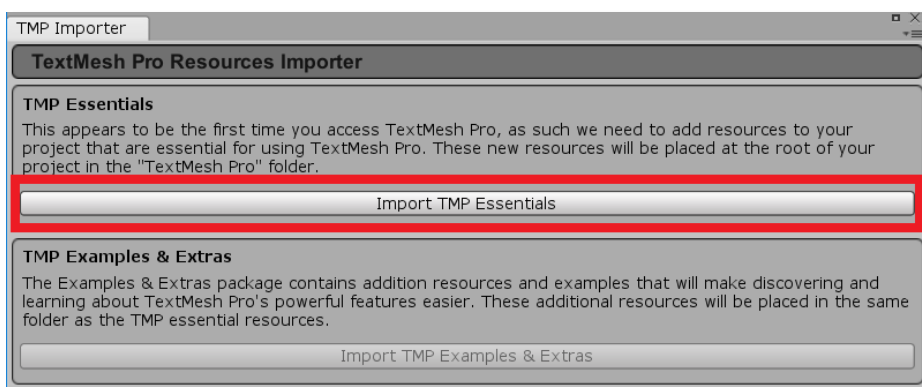 TMP Importer
TextMesh Pro Resources Importer
TMP Essentials
This appears to be the first time you access TextMesh Pro, as such we need to add resources to your
project that are essential for using TextMesh Pro. These new resources will be placed at the root of your
project in the "TextMesh Pro" folder.
Import TMP Essentials
TMP Examples & Extras
The Examples & Extras package contains addition resources and examples that will make discovering and
learning about TextMesh Pro's powerful features easier. These additional resources will be placed in the same
folder as the TMP essential resources.
Import TMP Examples & Extras